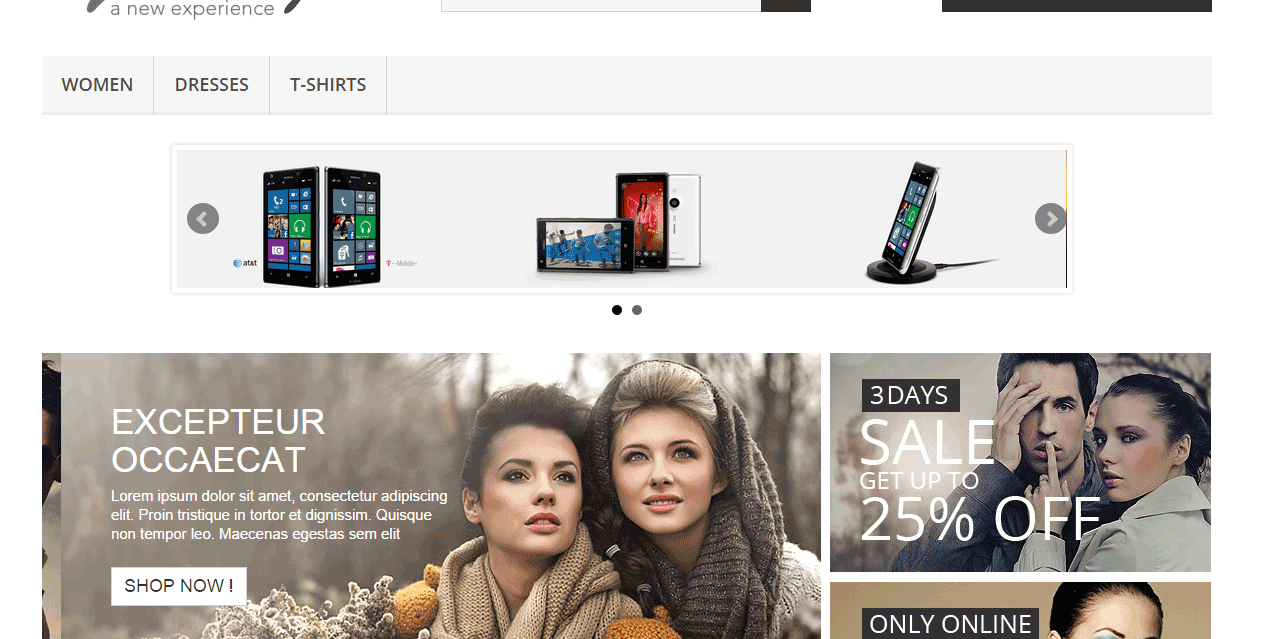 a new experience
WOMEN
DRESSES
T-SHIRTS
at&t
T-Mobile
EXCEPTEUR
OCCAECAT
Lorem ipsum dolor sit amet, consectetur adipiscing
elit. Proin tristique in tortor et dignissim. Quisque
non tempor leo. Maecenas egestas sem elit
SHOP NOW !
3DAYS
SALE
GET UP TO
25% OFF
ONLY ONLINE